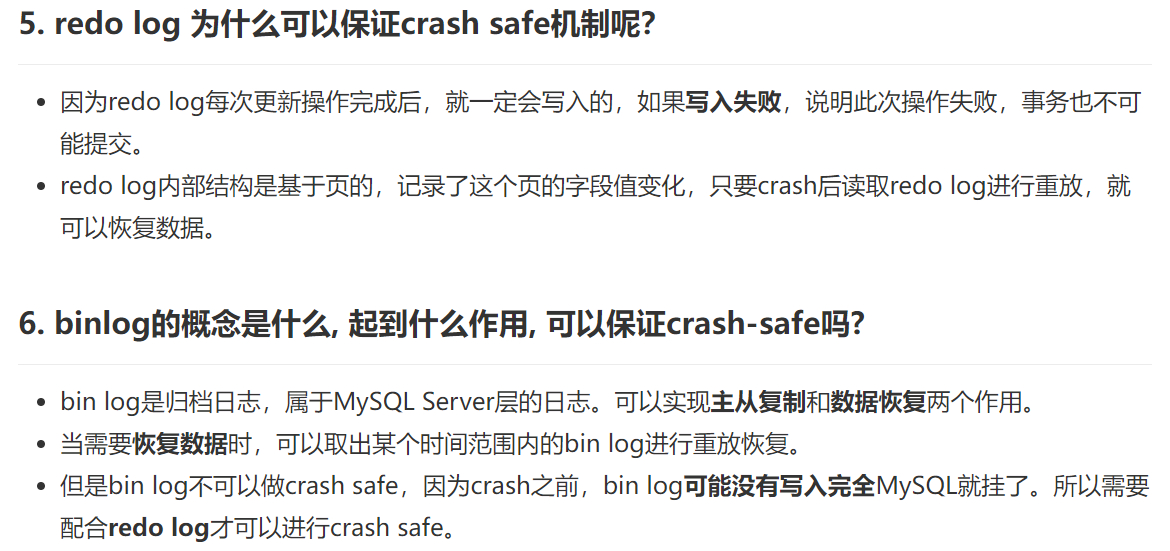 5. redo log 为什么可以保证crash safe机制呢?
因为redo log每次更新操作完成后，就一定会写入的，如果写入失败，说明此次操作失败，事务也不可
能提交。
redo log内部结构是基于页的，记录了这个页的字段值变化，只要crash后读取redo log进行重放，就
可以恢复数据。
6. binlog的概念是什么, 起到什么作用, 可以保证crash-safe吗?
bin log是归档日志，属于MySQL Server层的日志。可以实现主从复制和数据恢复两个作用。
当需要恢复数据时，可以取出某个时间范围内的bin log进行重放恢复。
但是bin log不可以做crash safe，因为crash之前，bin log可能没有写入完全MySQL就挂了。所以需要
配合redo log才可以进行crash safe。